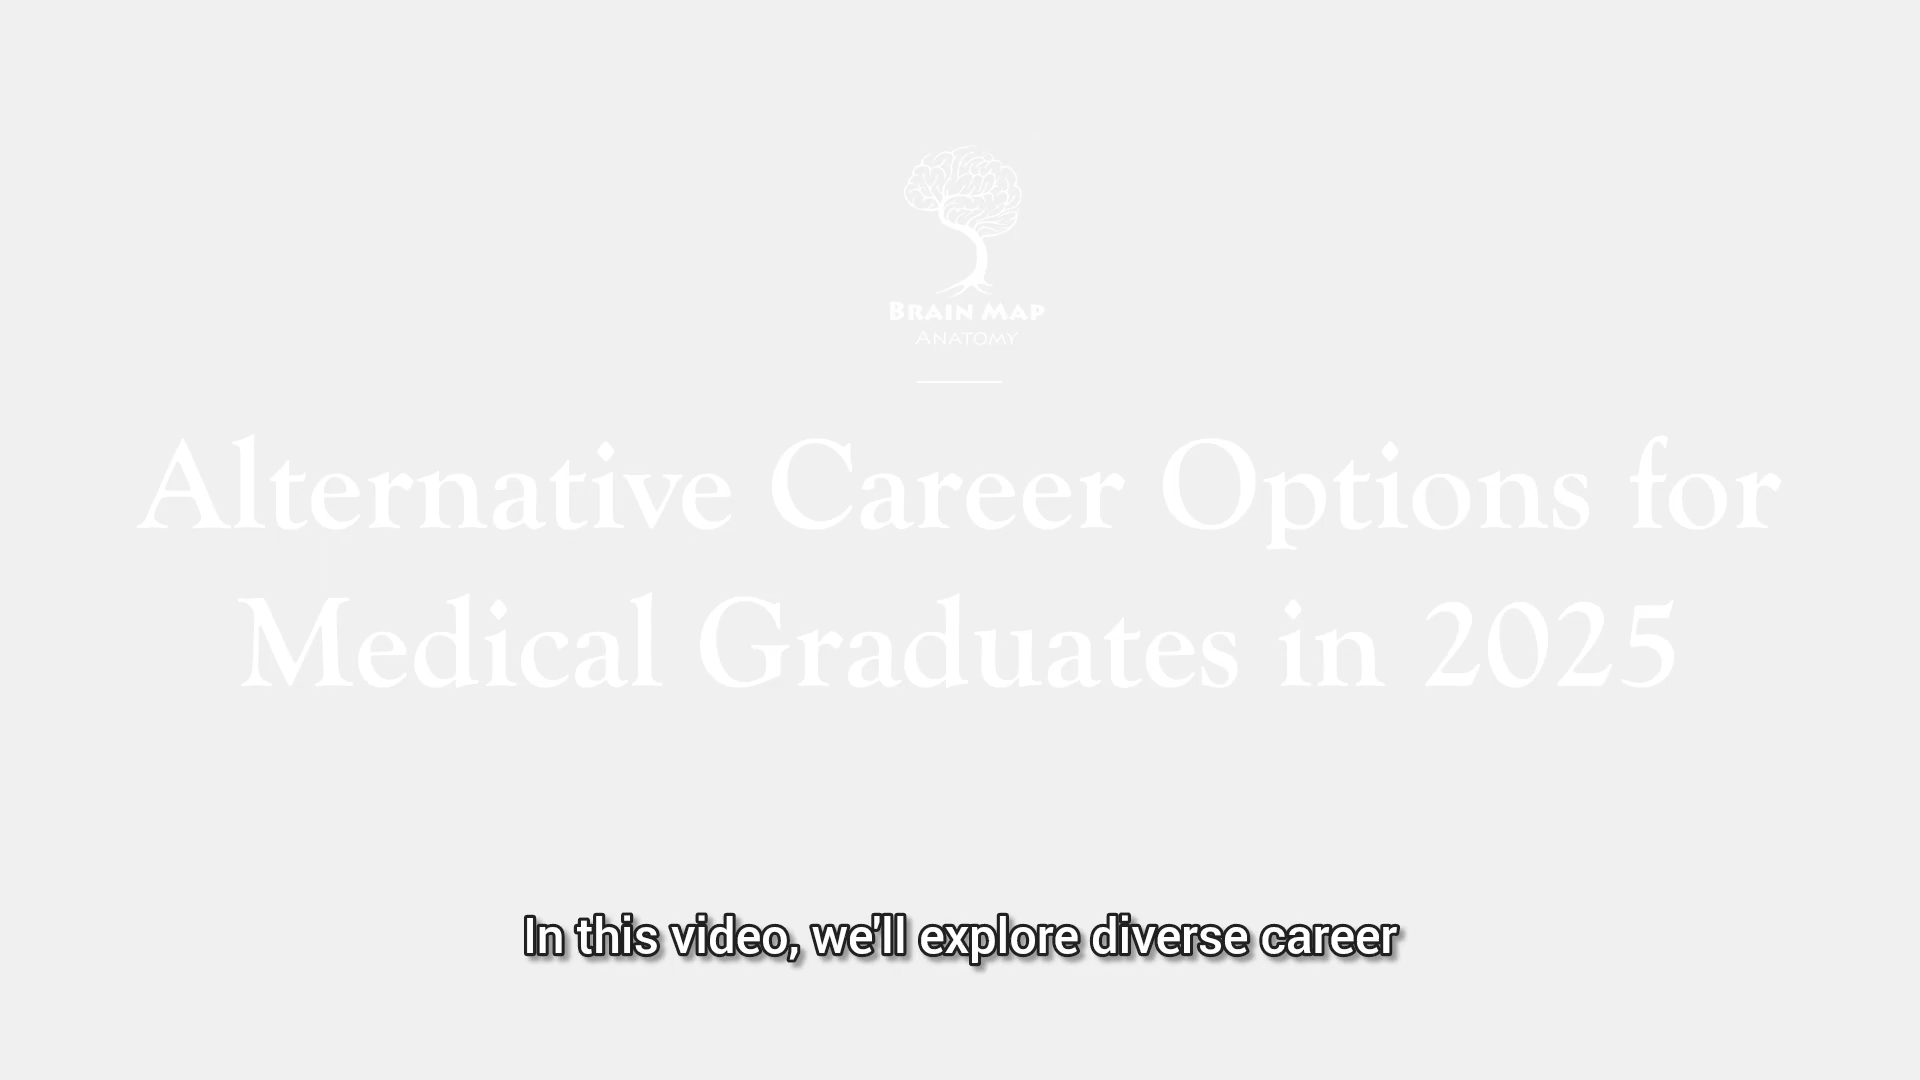 BRAIN MAP
ANATOMY
Alternative Career Options for
Medical Graduates in 2025
In this video, we'll explore diverse career